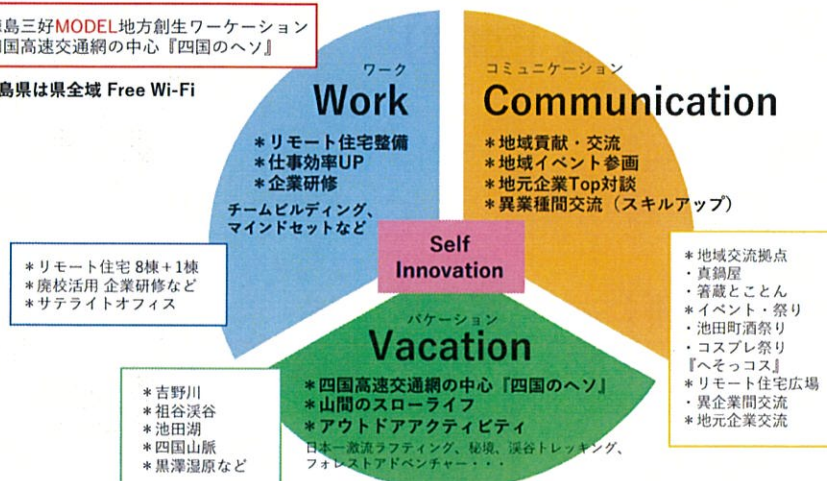 島三好MODEL地方創生ワーケーション
国高速交通網の中心『四国のヘソ』
島県は県全域 Free Wi-Fi
ワーク
Work
＊リモート住宅整備
＊仕事効率UP
＊企業研修
チームビルディング、
マインドセットなど
コミュニケーション
Communication
＊地域貢献・交流
＊地域イベント参画
＊地元企業Top対談
＊異業種間交流（スキルアップ）
Self
Innovation
＊リモート住宅 8棟＋1棟
＊廃校活用 企業研修など
＊サテライトオフィス
＊地域交流拠点
・真鍋屋
・箸蔵とことん
＊イベント・祭り
・池田町酒祭り
・コスプレ祭り
『へそっコス』
＊リモート住宅広場
・異企業間交流
＊地元企業交流
バケーション
Vacation
＊四国高速交通網の中心『四国のヘソ』
＊山間のスローライフ
＊アウトドアアクティビティ
日本一激流ラフティング、秘境、渓谷トレッキング、
フォレストアドベンチャー・・・
＊吉野川
＊祖谷渓谷
＊池田湖
＊四国山脈
＊黒澤湿原など